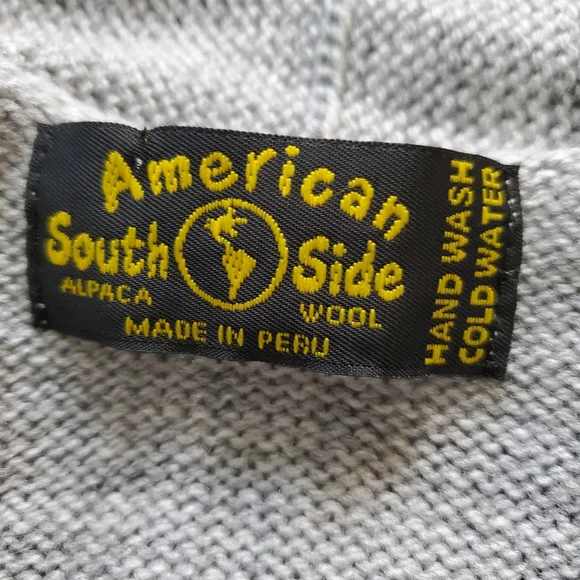 American
South Side
ALPACA WOOL
MADE IN PERU
HAND WASH
COLD WATER